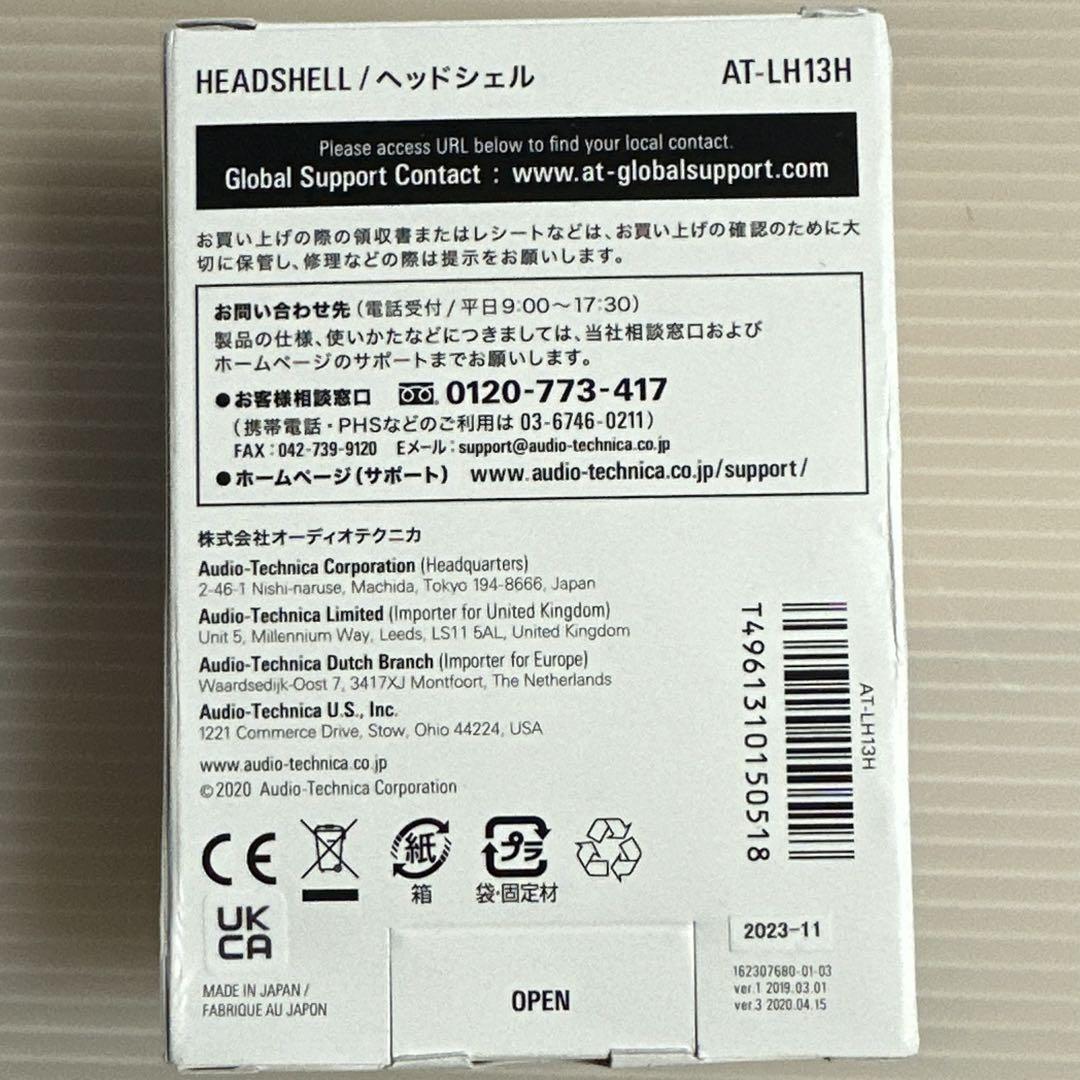 HEADSHELL / ヘッドシェル
AT-LH13H
Please access URL below to find your local contact.
Global Support Contact : www.at-globalsupport.com
お買い上げの際の領収書またはレシートなどは、お買い上げの確認のために大
切に保管し、修理などの際は提示をお願いします。
お問い合わせ先(電話受付/平日9:00〜17:30)
製品の仕様、使いかたなどにつきましては、当社相談窓口および
ホームページのサポートまでお願いします。
●お客様相談窓口 0120-773-417
(携帯電話・PHSなどのご利用は 03-6746-0211)
FAX:042-739-9120 Eメール:support@audio-technica.co.jp
●ホームページ(サポート) www.audio-technica.co.jp/support/
株式会社オーディオテクニカ
Audio-Technica Corporation (Headquarters)
2-46-1 Nishi-naruse, Machida, Tokyo 194-8666, Japan
Audio-Technica Limited (Importer for United Kingdom)
Unit 5, Millennium Way, Leeds, LS11 5AL, United Kingdom
Audio-Technica Dutch Branch (Importer for Europe)
Waardsedijk-Oost 7, 3417XJ Montfoort, The Netherlands
Audio-Technica U.S., Inc.
1221 Commerce Drive, Stow, Ohio 44224, USA
www.audio-technica.co.jp
©2020 Audio-Technica Corporation
T4961310150518
AT-LH13H
CE
紙
箱
プラ
袋・固定材
UK
CA
MADE IN JAPAN /
FABRIQUE AU JAPON
OPEN
2023-11
162307680-01-03
ver.1 2019.03.01
ver.3 2020.04.15